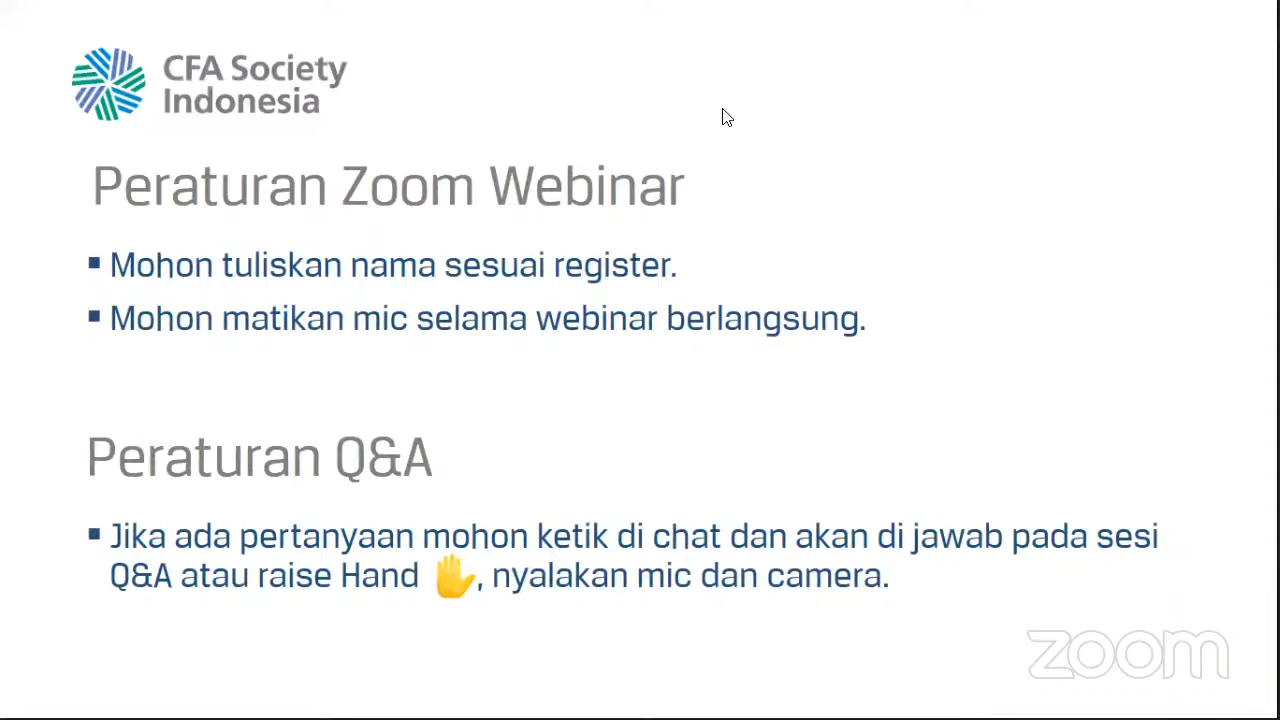 CFA Society
Indonesia
Peraturan Zoom Webinar
▪ Mohon tuliskan nama sesuai register.
▪ Mohon matikan mic selama webinar berlangsung.
Peraturan Q&A
▪ Jika ada pertanyaan mohon ketik di chat dan akan di jawab pada sesi
Q&A atau raise Hand ✋, nyalakan mic dan camera.
zoom